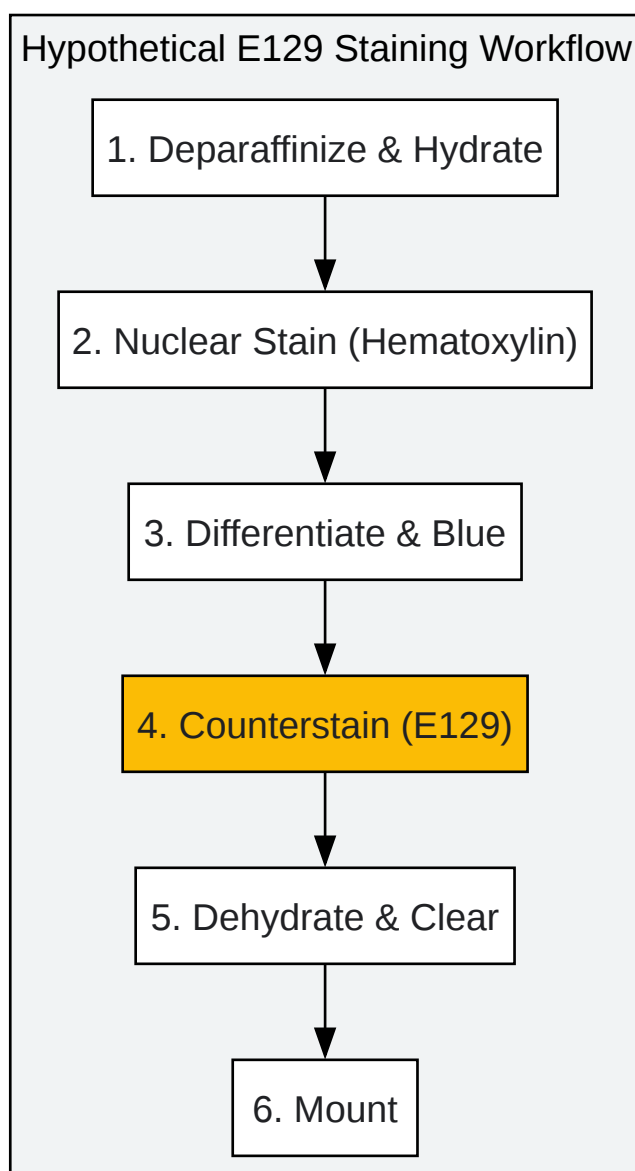 Hypothetical E129 Staining Workflow
1. Deparaffinize & Hydrate
2. Nuclear Stain (Hematoxylin)
3. Differentiate & Blue
4. Counterstain (E129)
5. Dehydrate & Clear
6. Mount